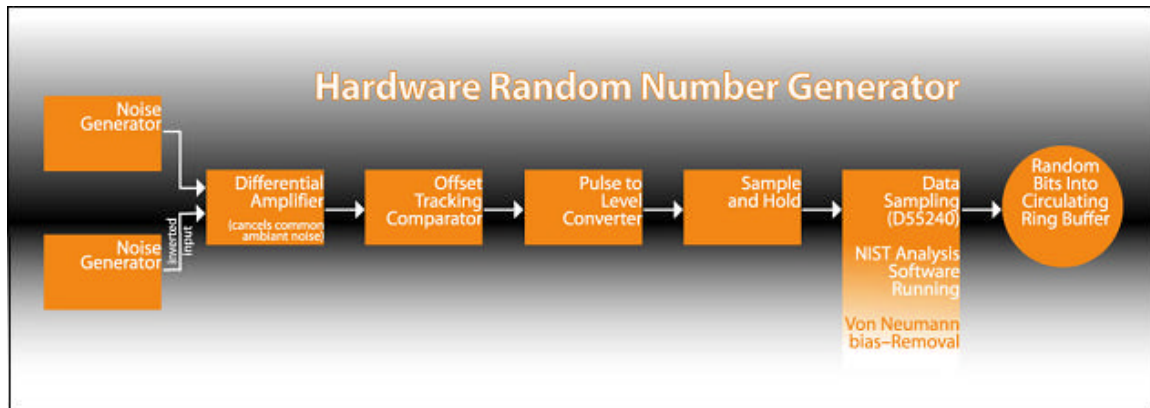 Hardware Random Number Generator
Noise
Generator
Noise
Generator
inverted
input
Differential
Amplifier
(cancels common
ambiant noise)
Offset
Tracking
Comparator
Pulse to
Level
Converter
Sample
and Hold
Data
Sampling
(D55240)
NIST Analysis
Software
Running
Von Neumann
bias–Removal
Random
Bits Into
Circulating
Ring Buffer